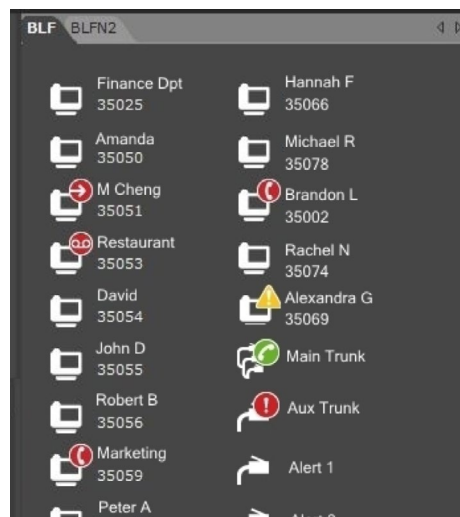 BLF BLFN2
Finance Dpt
35025
Amanda
35050
M Cheng
35051
Restaurant
35053
David
35054
John D
35055
Robert B
35056
Marketing
35059
Peter A
Hannah F
35066
Michael R
35078
Brandon L
35002
Rachel N
35074
Alexandra G
35069
Main Trunk
Aux Trunk
Alert 1